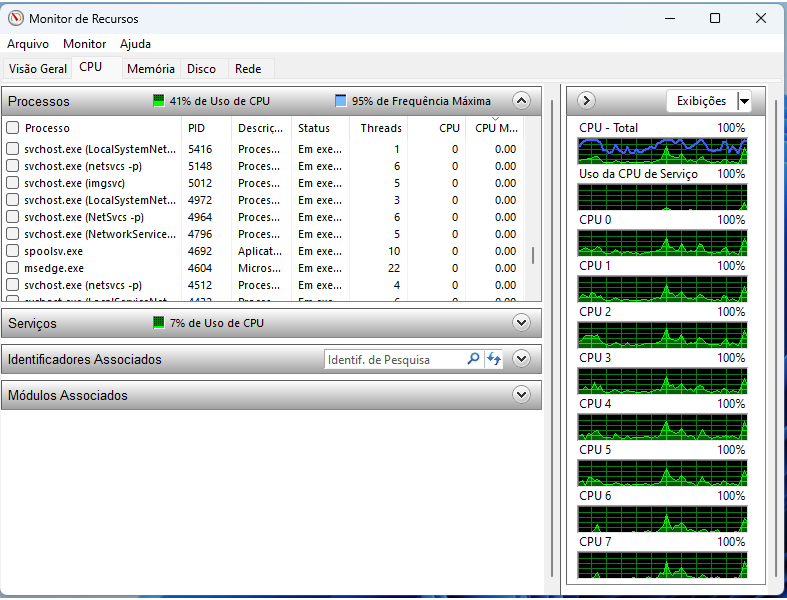 Monitor de Recursos
Arquivo Monitor Ajuda
Visão Geral CPU Memória Disco Rede
Processos 41% de Uso de CPU 95% de Frequência Máxima
Processo PID Descriç... Status Threads CPU CPU M...
svchost.exe (LocalSystemNet... 5416 Proces... Em exe... 1 0 0.00
svchost.exe (netsvcs -p) 5148 Proces... Em exe... 6 0 0.00
svchost.exe (imgsvc) 5012 Proces... Em exe... 5 0 0.00
svchost.exe (LocalSystemNet... 4972 Proces... Em exe... 3 0 0.00
svchost.exe (NetSvcs -p) 4964 Proces... Em exe... 6 0 0.00
svchost.exe (NetworkService... 4796 Proces... Em exe... 5 0 0.00
spoolsv.exe 4692 Aplicat... Em exe... 10 0 0.00
msedge.exe 4604 Micros... Em exe... 22 0 0.00
svchost.exe (netsvcs -p) 4512 Proces... Em exe... 4 0 0.00
Serviços 7% de Uso de CPU
Identificadores Associados Identif. de Pesquisa
Módulos Associados
Exibições
CPU - Total 100%
Uso da CPU de Serviço 100%
CPU 0 100%
CPU 1 100%
CPU 2 100%
CPU 3 100%
CPU 4 100%
CPU 5 100%
CPU 6 100%
CPU 7 100%